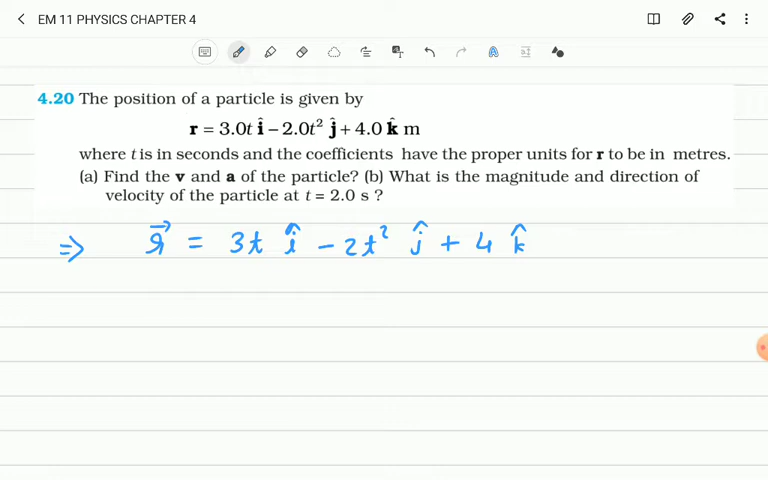 EM 11 PHYSICS CHAPTER 4
4.20 The position of a particle is given by
r = 3.0t î − 2.0t² ĵ + 4.0 k̂ m
where t is in seconds and the coefficients have the proper units for r to be in metres.
(a) Find the v and a of the particle? (b) What is the magnitude and direction of
velocity of the particle at t = 2.0 s ?
⇒ r⃗ = 3t î − 2t² ĵ + 4 k̂